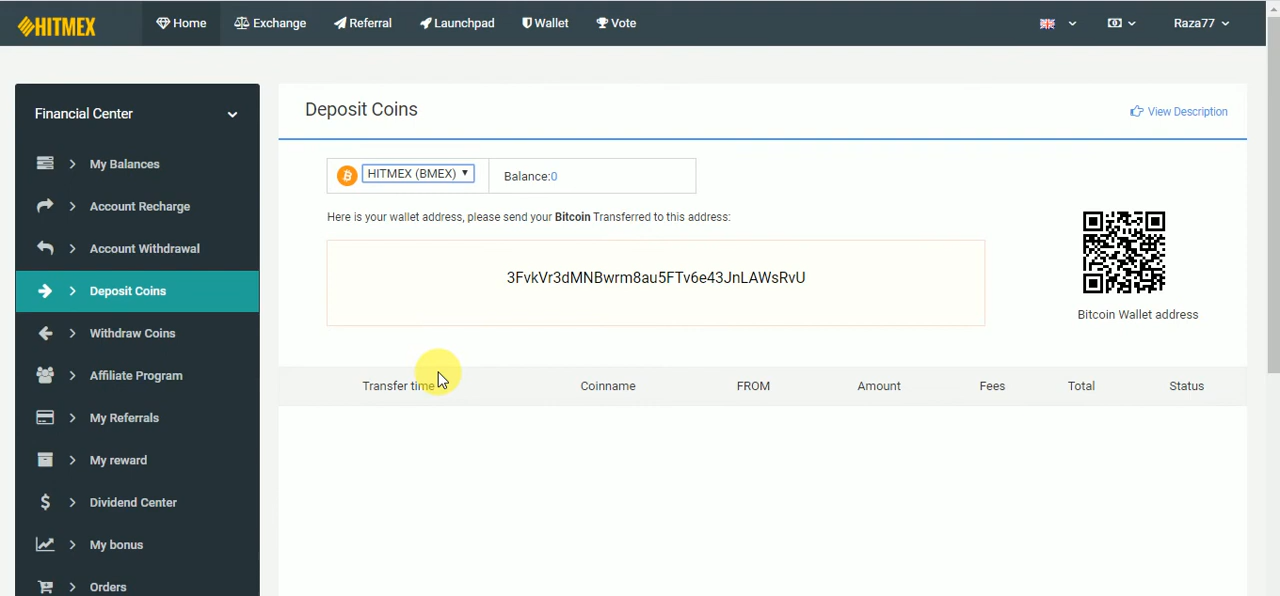 HITMEX
Home
Exchange
Referral
Launchpad
Wallet
Vote
Raza77
Financial Center
My Balances
Account Recharge
Account Withdrawal
Deposit Coins
Withdraw Coins
Affiliate Program
My Referrals
My reward
Dividend Center
My bonus
Orders
Deposit Coins
View Description
HITMEX (BMEX)
Balance:0
Here is your wallet address, please send your Bitcoin Transferred to this address:
3FvkVr3dMNBwrm8au5FTv6e43JnLAWsRvU
Bitcoin Wallet address
Transfer time Coinname FROM Amount Fees Total Status